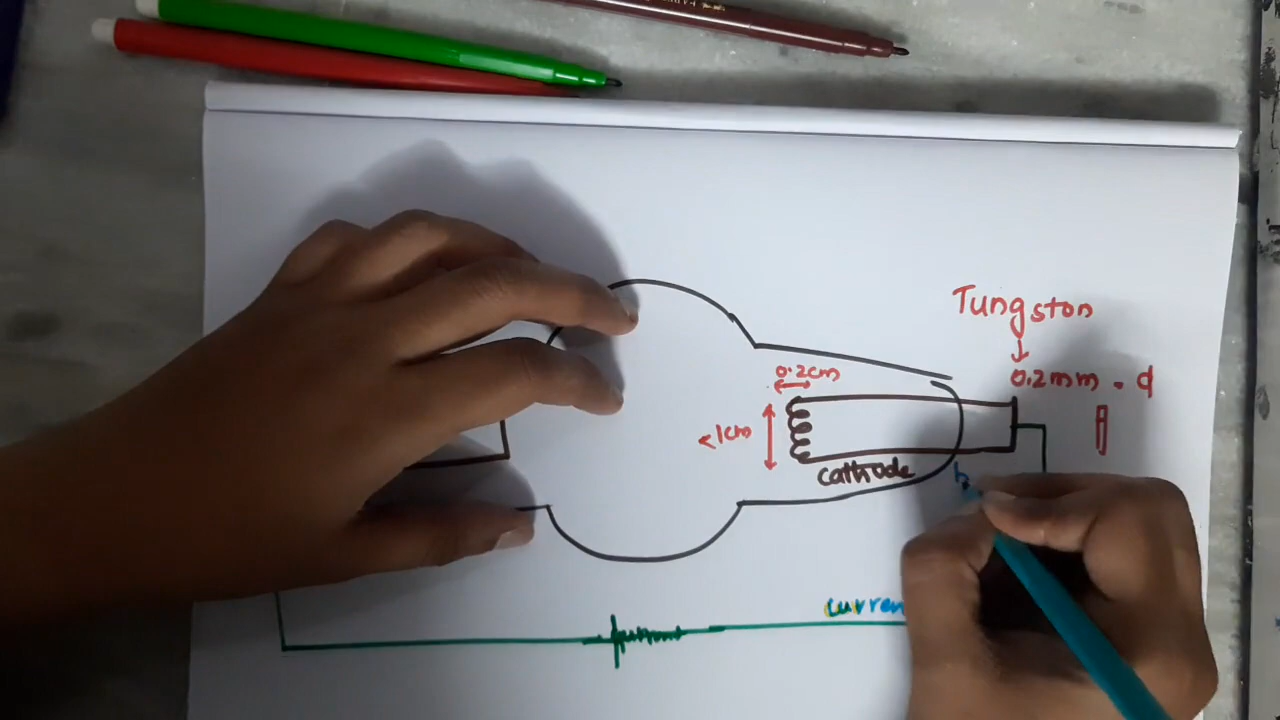 Tungston
0.2mm . d
0.2cm
<1cm
cathode
h
curren